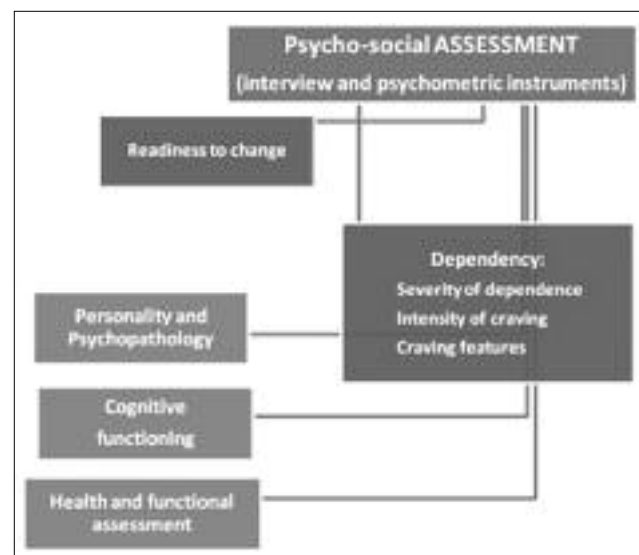 Psycho-social ASSESSMENT
(interview and psychometric instruments)
Readiness to change
Dependency:
Severity of dependence
Intensity of craving
Craving features
Personality and
Psychopathology
Cognitive
functioning
Health and functional
assessment